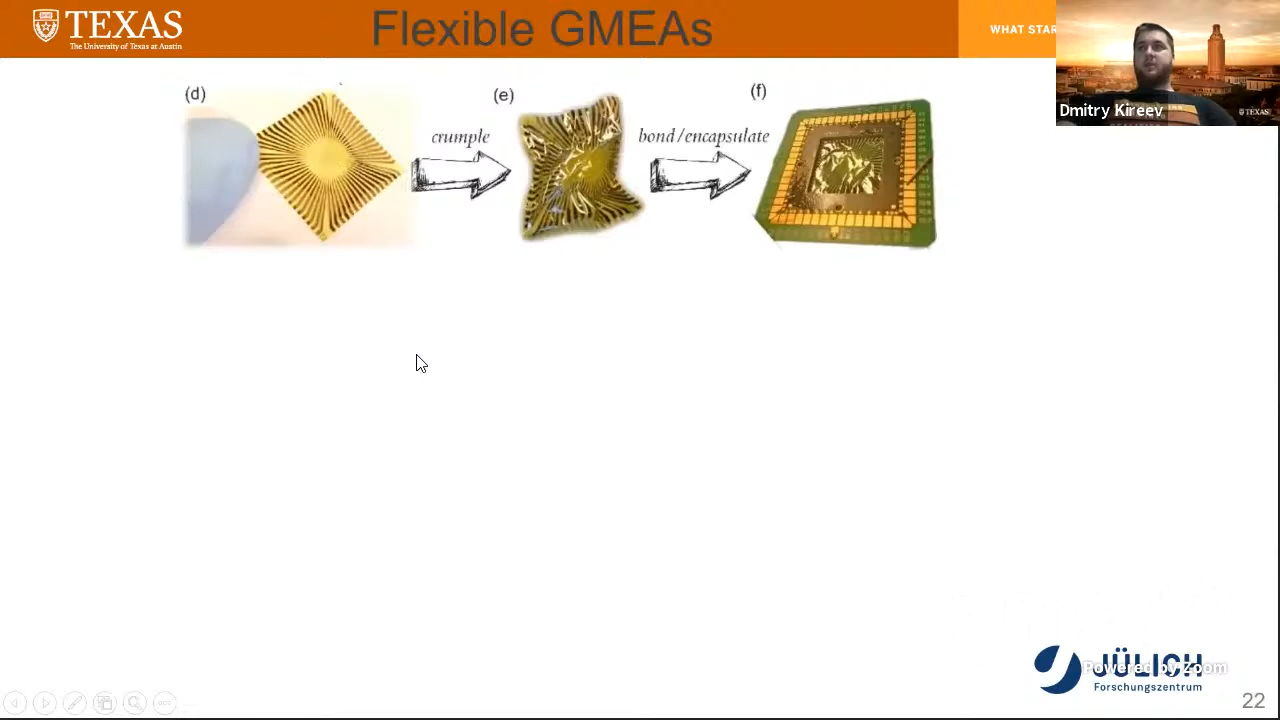 TEXAS
The University of Texas at Austin
Flexible GMEAs
WHAT STAR
Dmitry Kireev
TEXAS
(d)
(e)
(f)
crumple
bond/encapsulate
JÜLICH
Forschungszentrum
Powered by Zoom
22